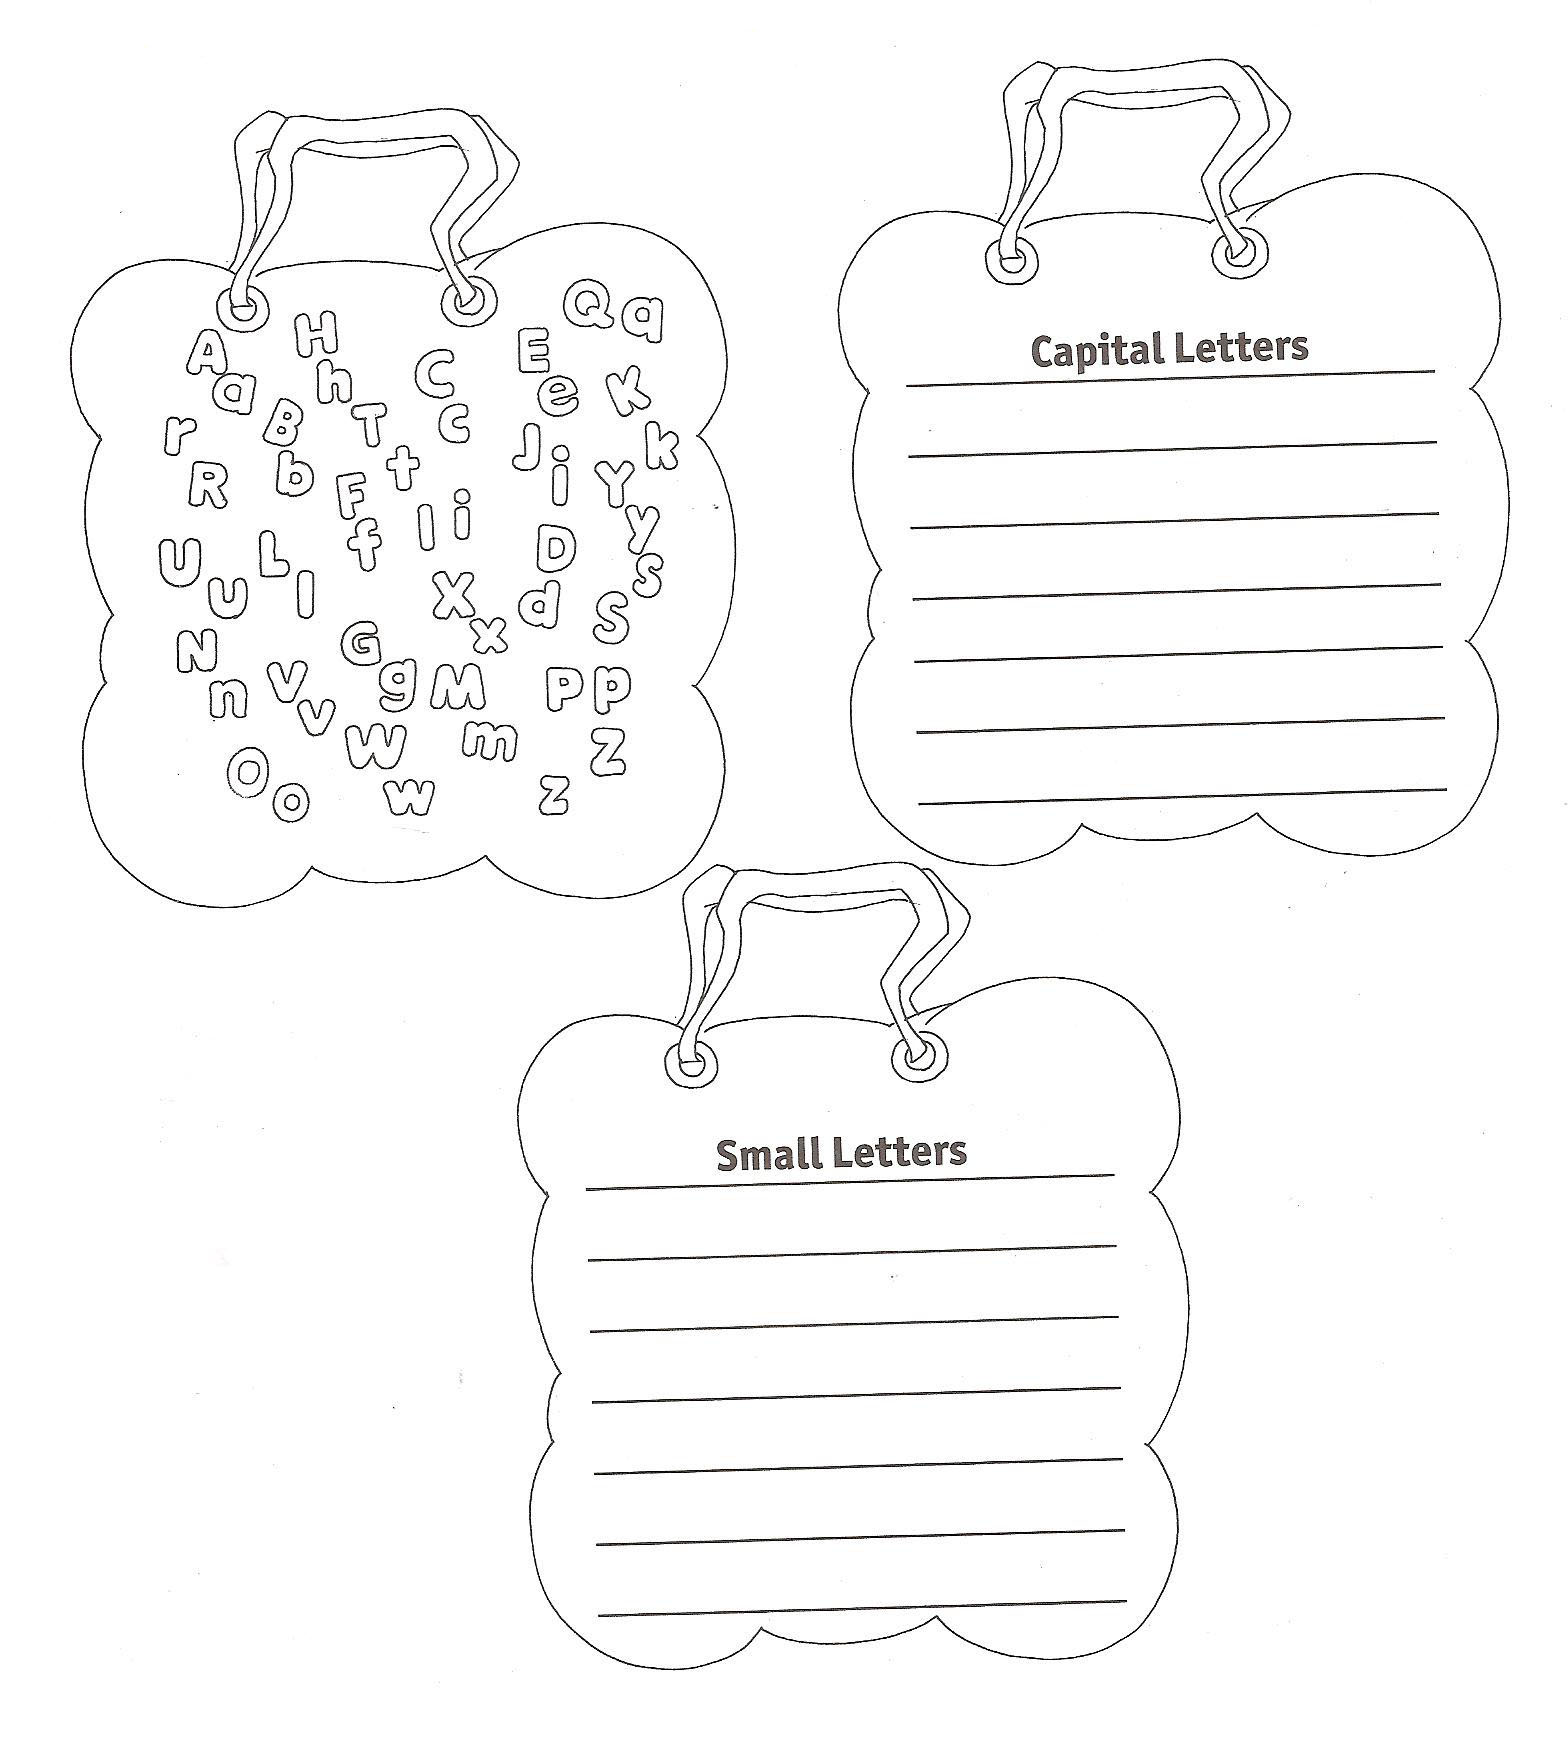 Q q
H
A E
h C
a e K
B T c
r J k
R b t i Y
F
I i y
f
U L D
u l s
X d S
x
N G
n V g M P p
v
W m Z
O
o w z
Capital Letters
Small Letters